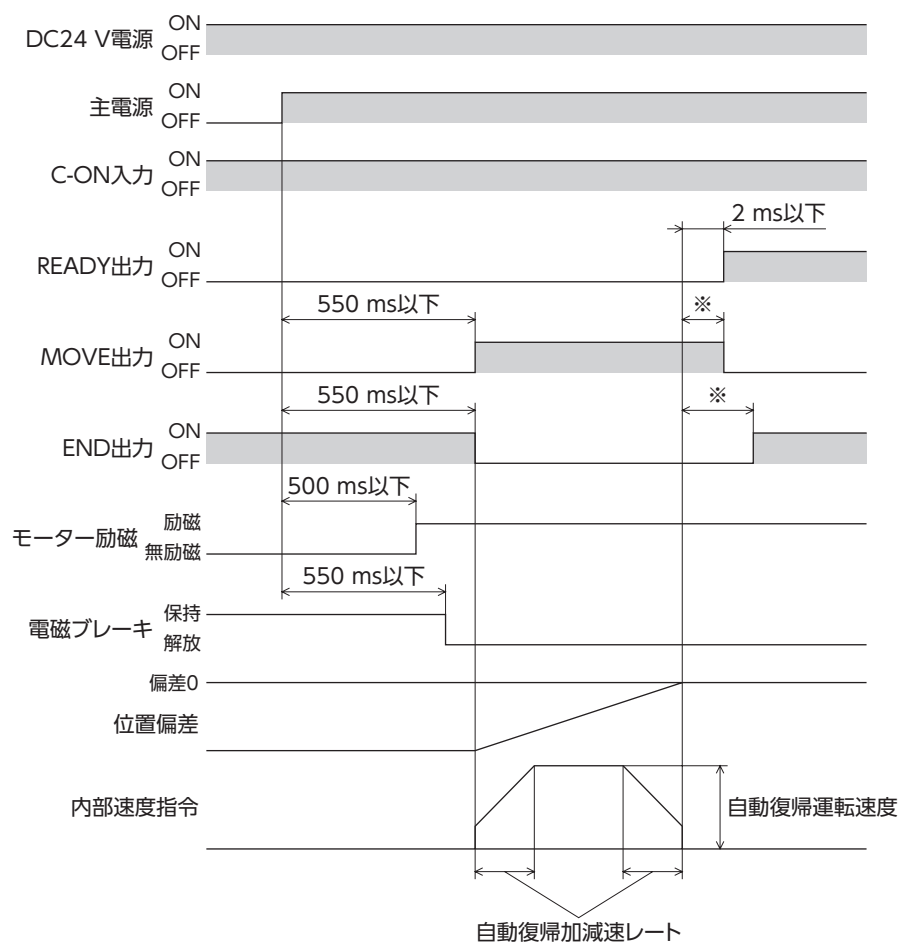 DC24 V電源
ON
OFF
主電源
ON
OFF
C-ON入力
ON
OFF
2 ms以下
READY出力
ON
OFF
550 ms以下
※
MOVE出力
ON
OFF
550 ms以下
※
END出力
ON
OFF
500 ms以下
モーター励磁
励磁
無励磁
550 ms以下
電磁ブレーキ
保持
解放
偏差0
位置偏差
内部速度指令
自動復帰運転速度
自動復帰加減速レート